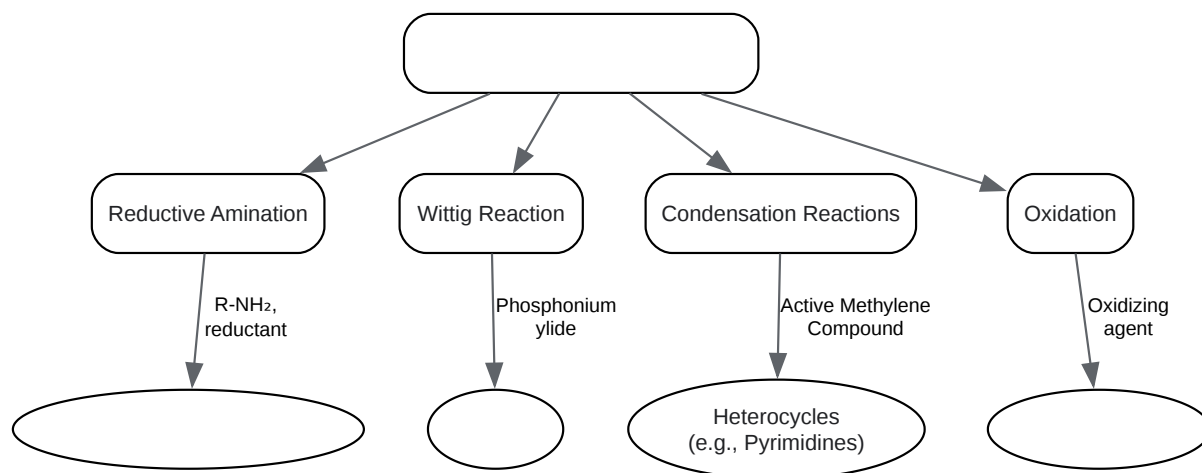 Reductive Amination
Wittig Reaction
Condensation Reactions
Oxidation
R-NH₂,
reductant
Phosphonium
ylide
Active Methylene
Compound
Oxidizing
agent
Heterocycles
(e.g., Pyrimidines)